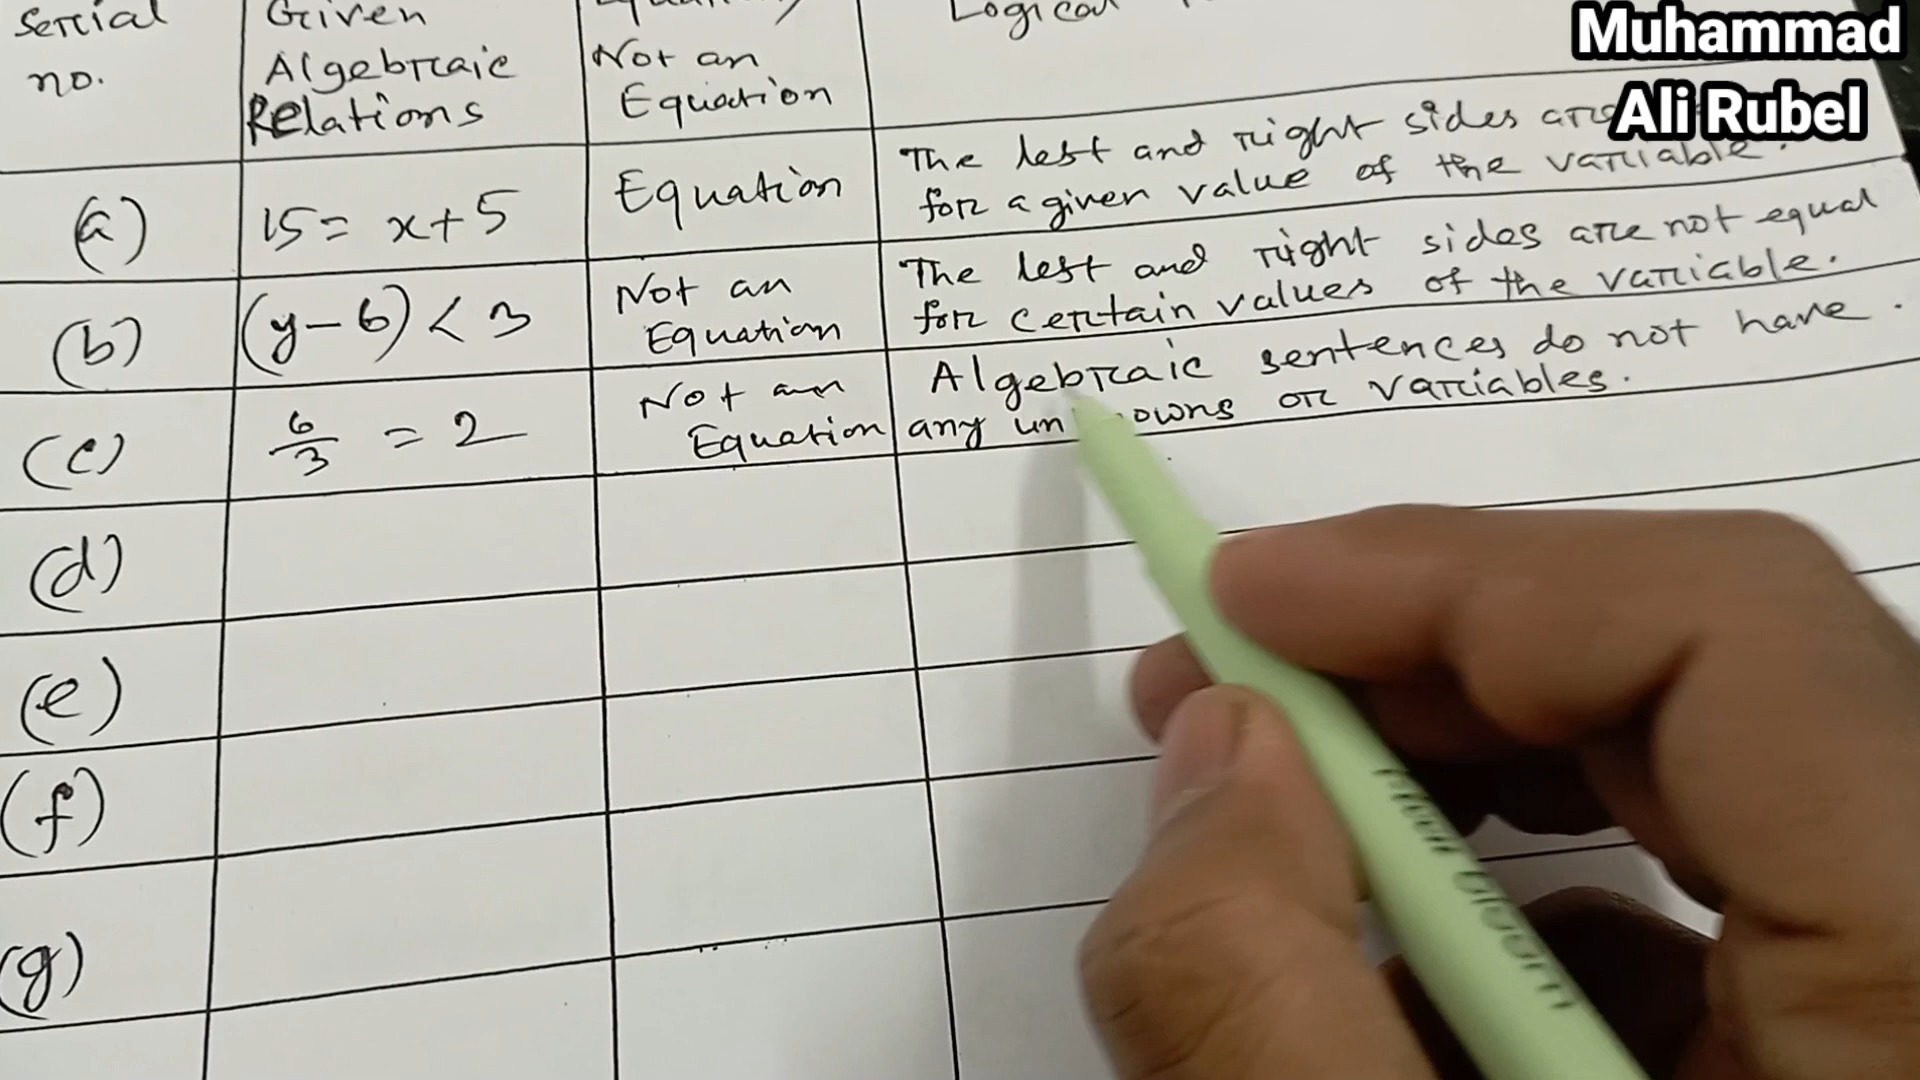 Muhammad
Ali Rubel
Serial
no.
Given
Algebraic
Relations
Not an
Equation
Logical
(a)
15 = x + 5
Equation
The left and right sides are
for a given value of the variable.
(b)
(y - 6) < 3
Not an
Equation
The left and right sides are not equal
for certain values of the variable.
(c)
6/3 = 2
Not an
Equation
Algebraic sentences do not have
any un owns or variables.
(d)
(e)
(f)
(g)